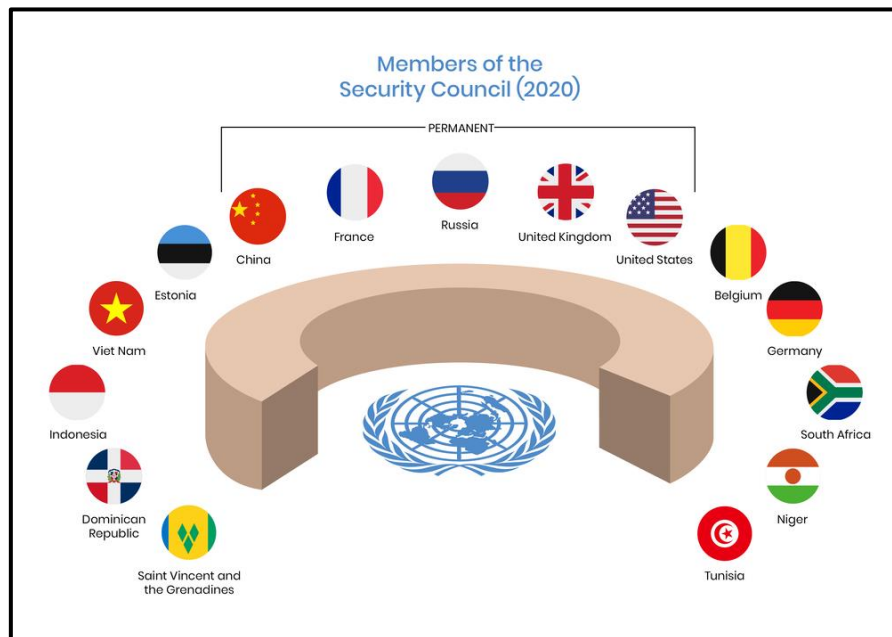 Members of the
Security Council (2020)
PERMANENT
China
France
Russia
United Kingdom
United States
Estonia
Belgium
Viet Nam
Germany
Indonesia
South Africa
Dominican
Republic
Niger
Saint Vincent and
the Grenadines
Tunisia